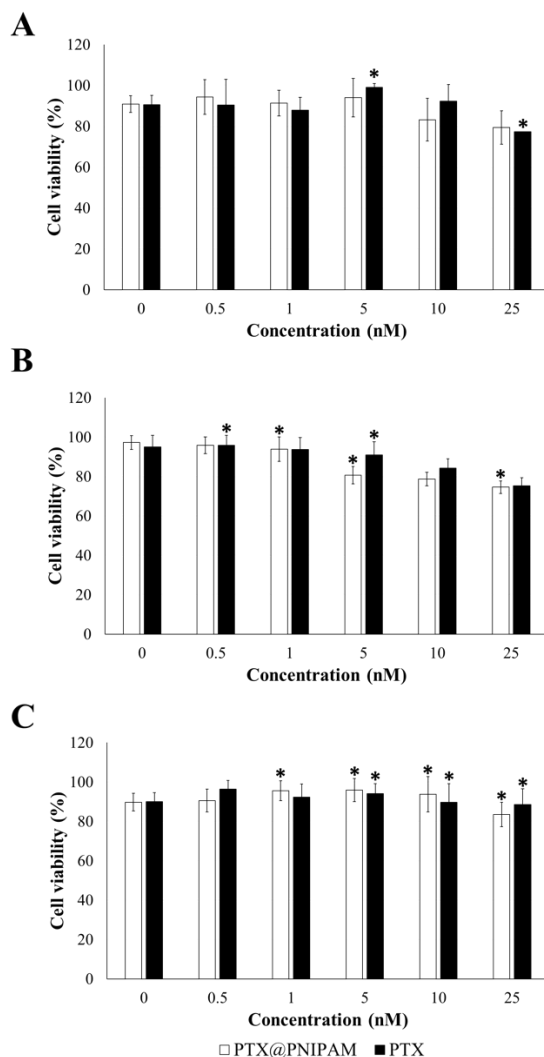 A
120
100
80
60
40
20
0
Cell viability (%)
* *
0 0.5 1 5 10 25
Concentration (nM)
B
120
100
80
60
40
20
0
Cell viability (%)
* * * * *
0 0.5 1 5 10 25
Concentration (nM)
C
120
100
80
60
40
20
0
Cell viability (%)
* * * * * * *
0 0.5 1 5 10 25
Concentration (nM)
PTX@PNIPAM PTX